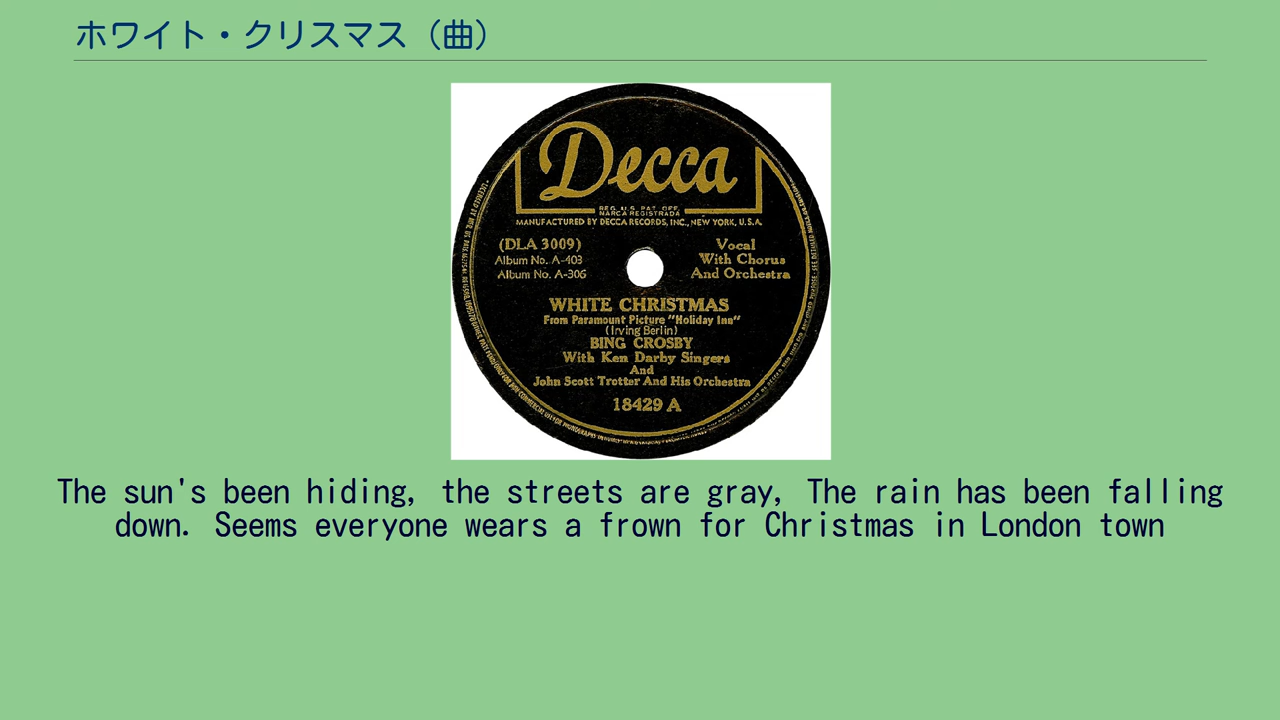 ホワイト・クリスマス（曲）
Decca
REG. U.S. PAT. OFF.
MARCA REGISTRADA
MANUFACTURED BY DECCA RECORDS, INC., NEW YORK, U.S.A.
(DLA 3009)
Album No. A-403
Album No. A-306
Vocal
With Chorus
And Orchestra
WHITE CHRISTMAS
From Paramount Picture "Holiday Inn"
(Irving Berlin)
BING CROSBY
With Ken Darby Singers
And
John Scott Trotter And His Orchestra
18429 A
The sun's been hiding, the streets are gray, The rain has been falling
down. Seems everyone wears a frown for Christmas in London town